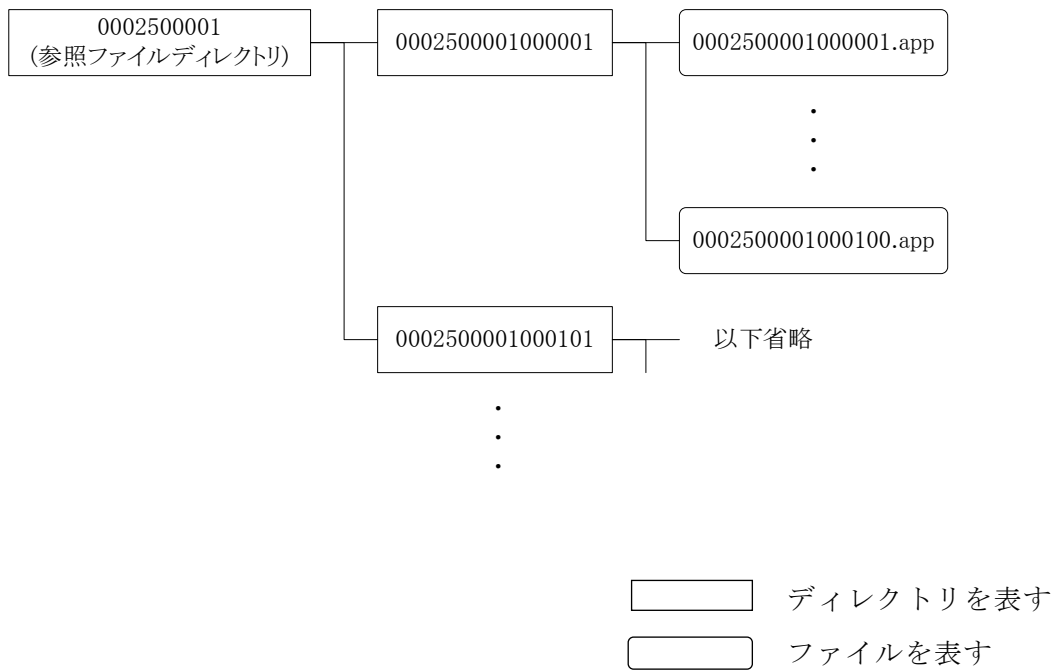 0002500001
(参照ファイルディレクトリ)
0002500001000001
0002500001000001.app
・
・
・
0002500001000100.app
0002500001000101
以下省略
・
・
・
ディレクトリを表す
ファイルを表す